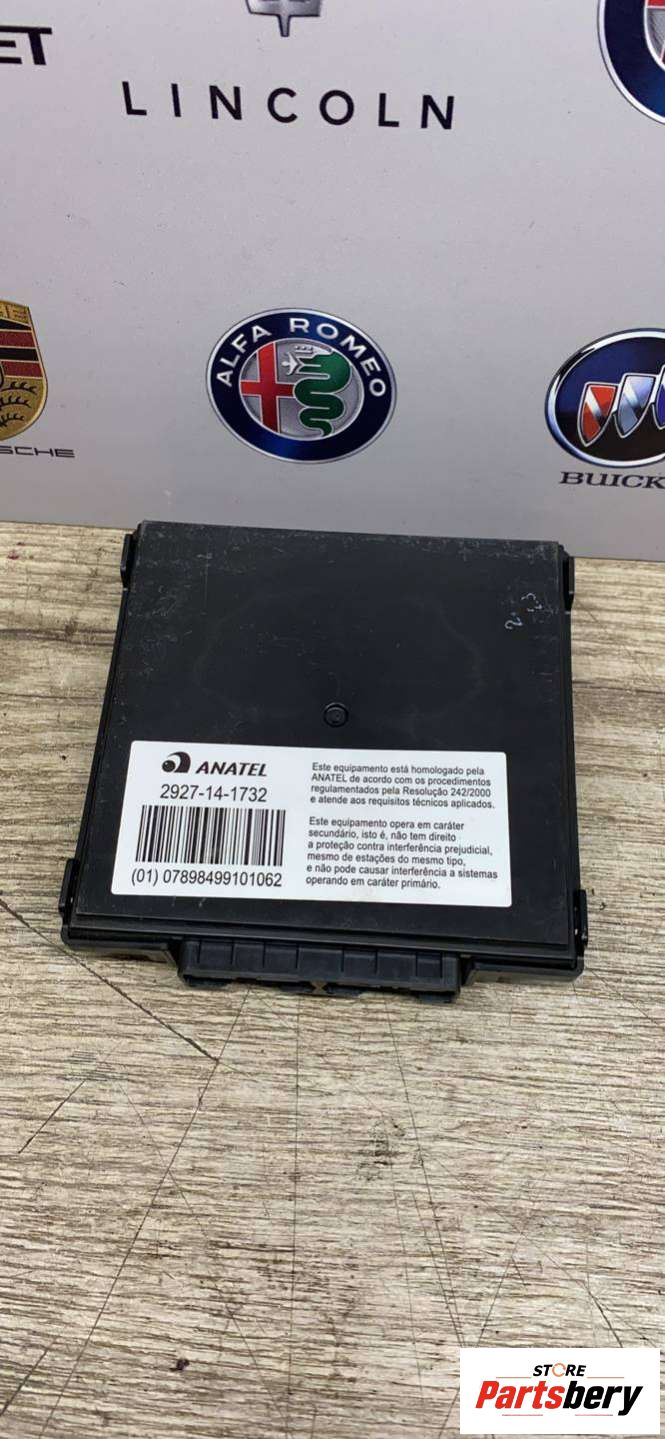 ET
LINCOLN
ALFA ROMEO
SCHE
BUICK
ANATEL
2927-14-1732
(01) 07898499101062
Este equipamento está homologado pela
ANATEL de acordo com os procedimentos
regulamentados pela Resolução 242/2000
e atende aos requisitos técnicos aplicados.
Este equipamento opera em caráter
secundário, isto é, não tem direito
a proteção contra interferência prejudicial,
mesmo de estações do mesmo tipo,
e não pode causar interferência a sistemas
operando em caráter primário.
STORE
Partsbery